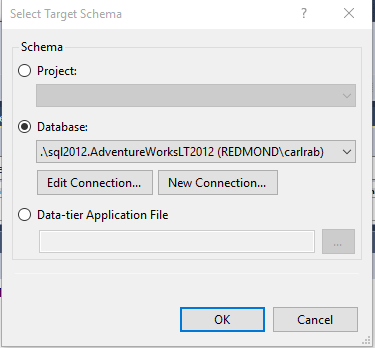 Select Target Schema
Schema
Project:
Database:
.\sql2012.AdventureWorksLT2012 (REDMOND\carlrab)
Edit Connection... New Connection...
Data-tier Application File
...
OK Cancel